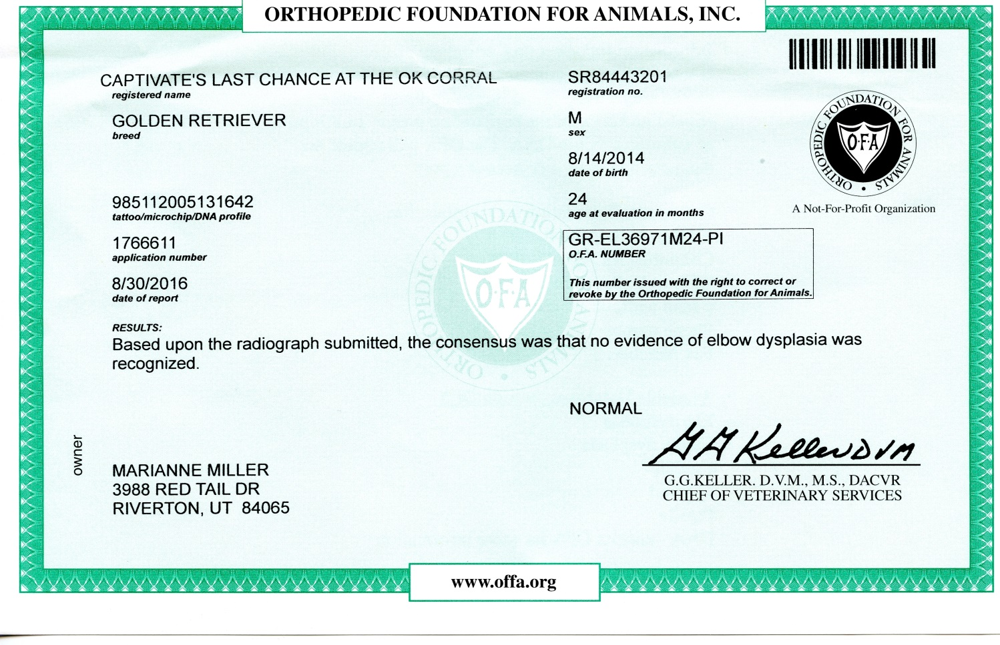 ORTHOPEDIC FOUNDATION FOR ANIMALS, INC.
CAPTIVATE'S LAST CHANCE AT THE OK CORRAL
registered name
SR84443201
registration no.
GOLDEN RETRIEVER
breed
M
sex
8/14/2014
date of birth
ORTHOPEDIC FOUNDATION FOR ANIMALS
O·F·A
A Not-For-Profit Organization
985112005131642
tattoo/microchip/DNA profile
24
age at evaluation in months
1766611
application number
GR-EL36971M24-PI
O.F.A. NUMBER
This number issued with the right to correct or
revoke by the Orthopedic Foundation for Animals.
8/30/2016
date of report
ORTHOPEDIC FOUNDATION FOR ANIMALS
O·F·A
RESULTS:
Based upon the radiograph submitted, the consensus was that no evidence of elbow dysplasia was
recognized.
NORMAL
GG Keller DVM
G.G.KELLER. D.V.M., M.S., DACVR
CHIEF OF VETERINARY SERVICES
owner
MARIANNE MILLER
3988 RED TAIL DR
RIVERTON, UT 84065
www.offa.org